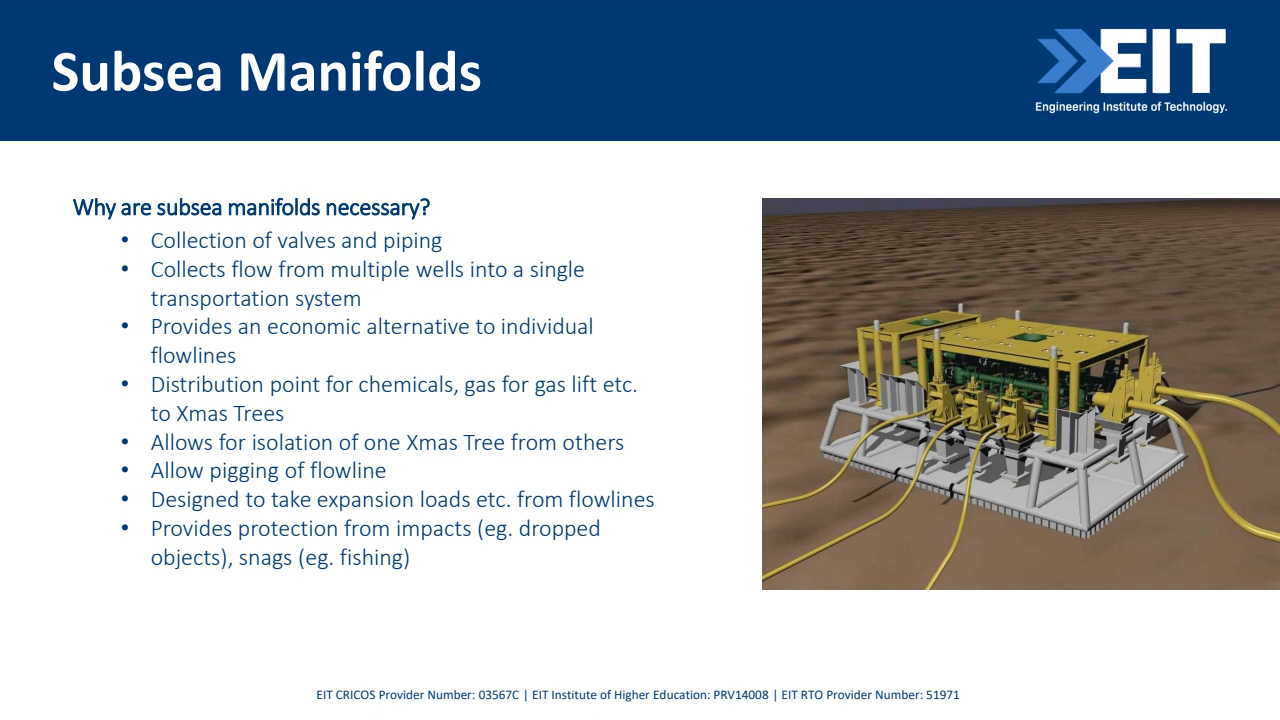 Subsea Manifolds
EIT
Engineering Institute of Technology.
Why are subsea manifolds necessary?
• Collection of valves and piping
• Collects flow from multiple wells into a single
transportation system
• Provides an economic alternative to individual
flowlines
• Distribution point for chemicals, gas for gas lift etc.
to Xmas Trees
• Allows for isolation of one Xmas Tree from others
• Allow pigging of flowline
• Designed to take expansion loads etc. from flowlines
• Provides protection from impacts (eg. dropped
objects), snags (eg. fishing)
EIT CRICOS Provider Number: 03567C | EIT Institute of Higher Education: PRV14008 | EIT RTO Provider Number: 51971